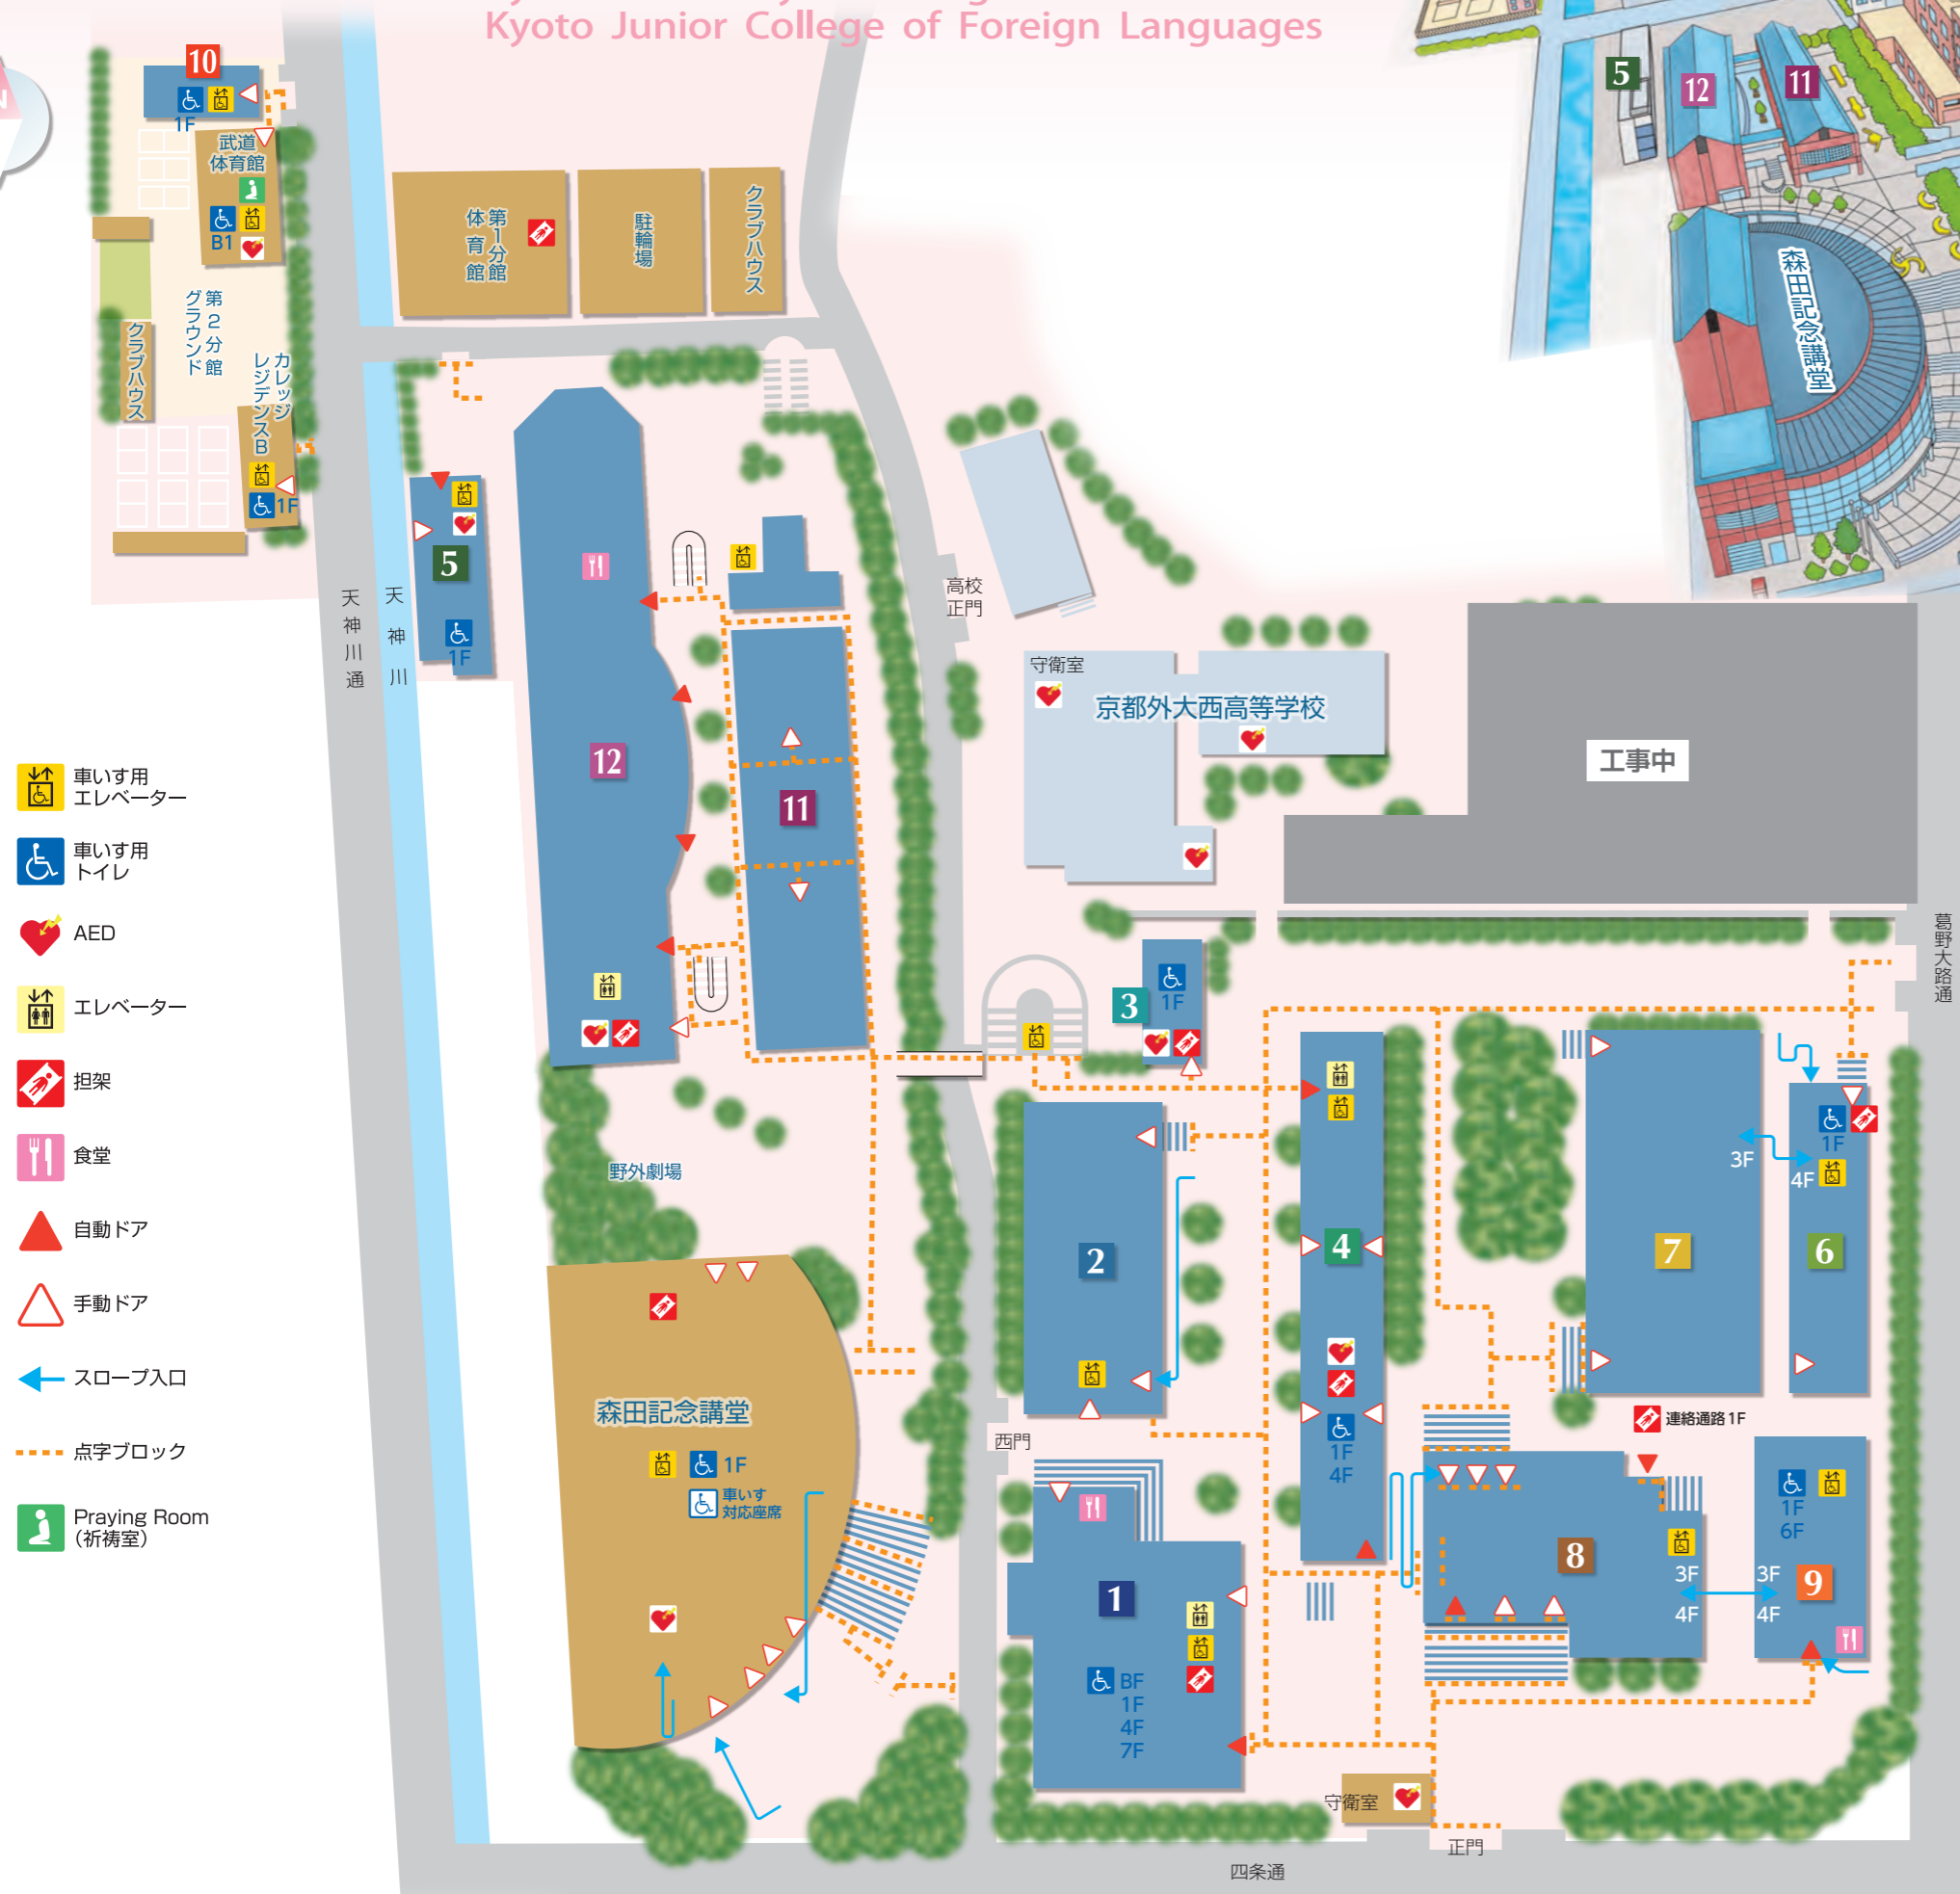 Kyoto Junior College of Foreign Languages
N
10
1F
武道
体育館
B1
第2分館
グラウンド
クラブハウス
カレッジ
レジデンスB
1F
第1分館
体育館
駐輪場
クラブハウス
5
12
11
森田記念講堂
天神川通
天神川
5
1F
12
11
高校
正門
守衛室
京都外大西高等学校
工事中
葛野大路通
車いす用
エレベーター
車いす用
トイレ
AED
エレベーター
担架
食堂
自動ドア
手動ドア
スロープ入口
点字ブロック
Praying Room
(祈祷室)
3
1F
野外劇場
2
4
1F
4F
7
3F
6
1F
4F
連絡通路1F
西門
森田記念講堂
1F
車いす
対応座席
1
BF
1F
4F
7F
8
3F
4F
9
1F
6F
3F
4F
守衛室
正門
四条通